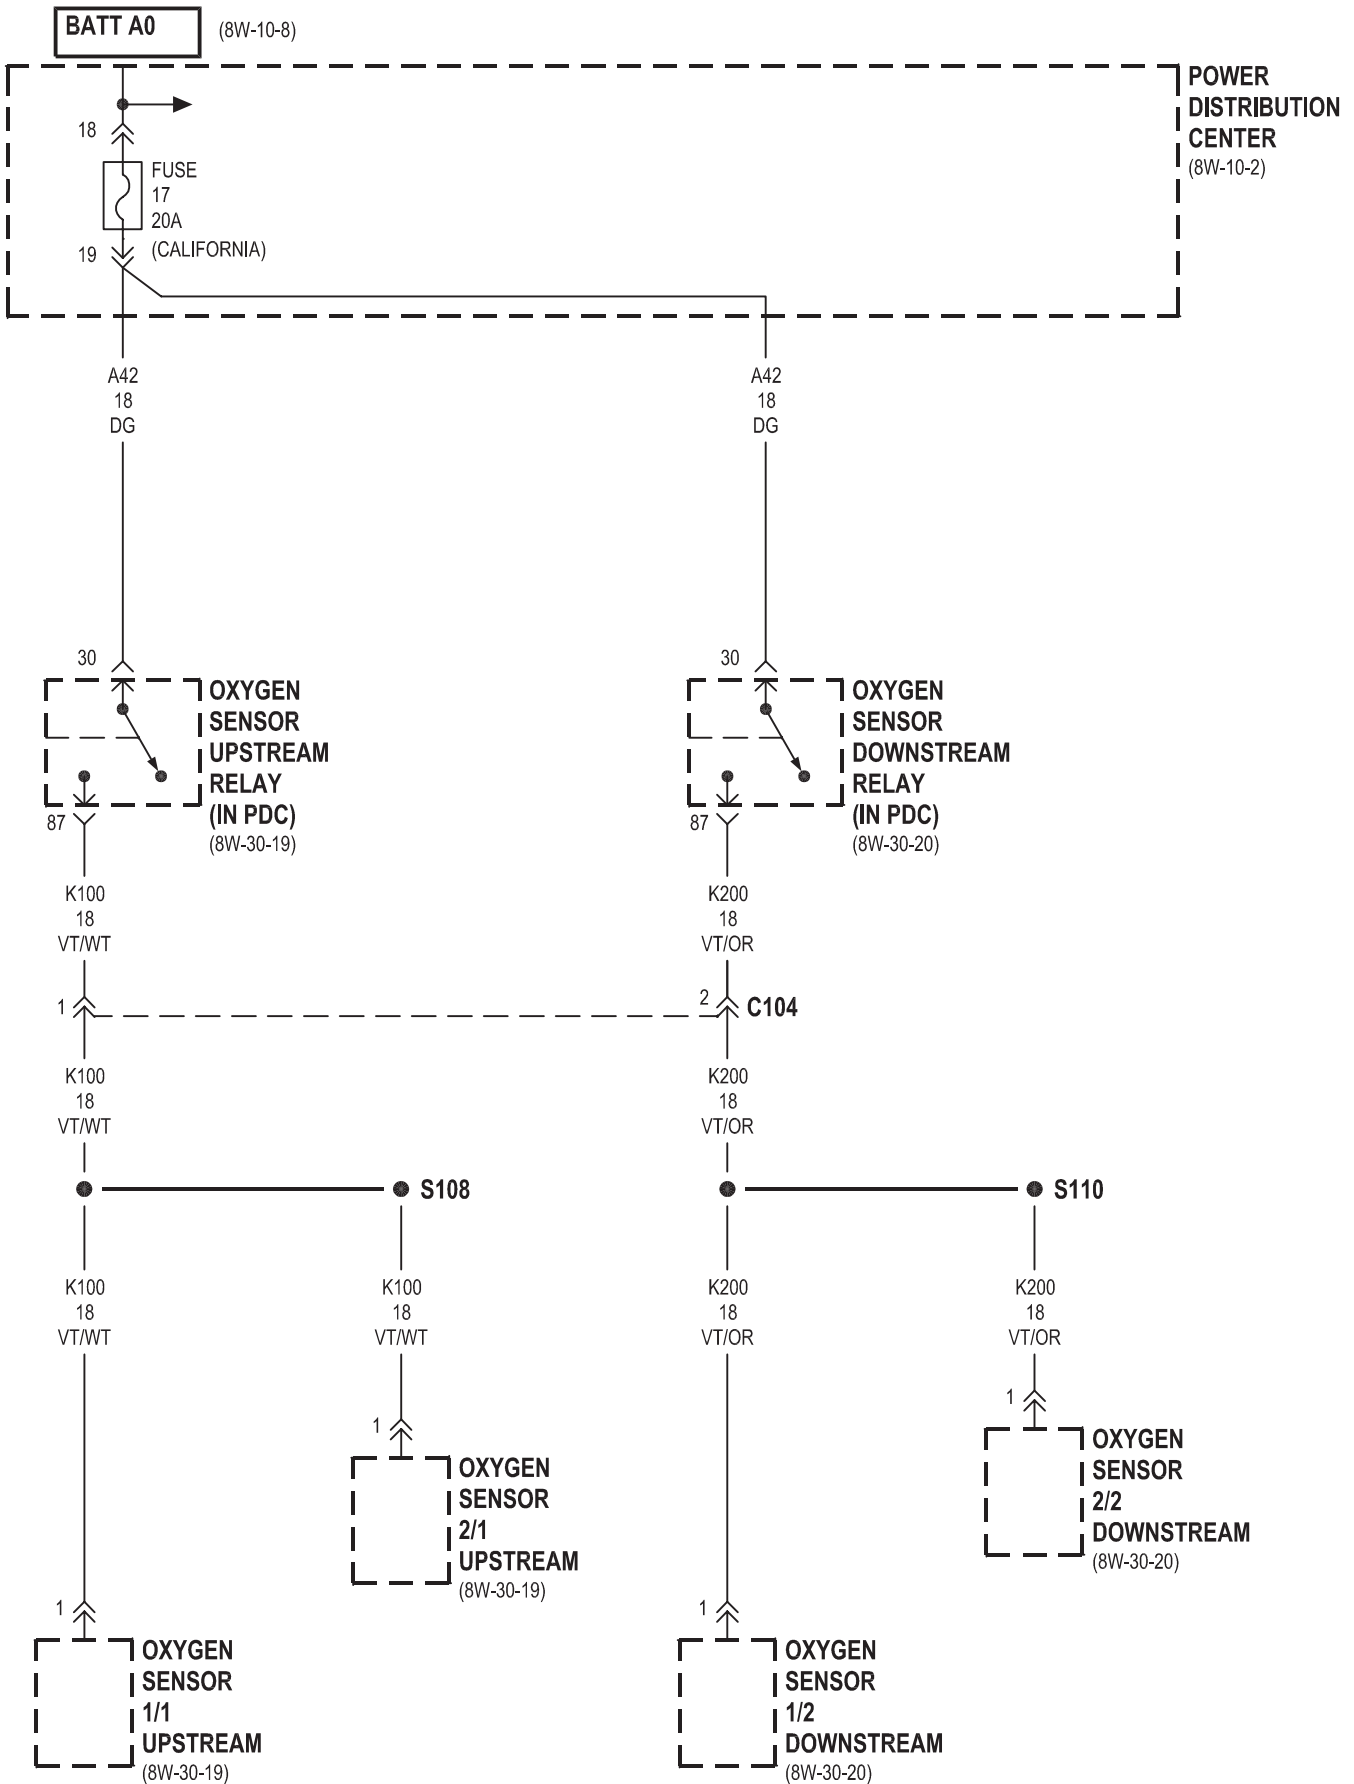 BATT A0 (8W-10-8)
POWER
DISTRIBUTION
CENTER
(8W-10-2)
18
FUSE
17
20A
(CALIFORNIA)
19
A42
18
DG
A42
18
DG
30
OXYGEN
SENSOR
UPSTREAM
RELAY
(IN PDC)
(8W-30-19)
87
30
OXYGEN
SENSOR
DOWNSTREAM
RELAY
(IN PDC)
(8W-30-20)
87
K100
18
VT/WT
K200
18
VT/OR
1
2
C104
K100
18
VT/WT
K200
18
VT/OR
S108
S110
K100
18
VT/WT
K100
18
VT/WT
K200
18
VT/OR
K200
18
VT/OR
1
OXYGEN
SENSOR
2/1
UPSTREAM
(8W-30-19)
1
OXYGEN
SENSOR
2/2
DOWNSTREAM
(8W-30-20)
1
OXYGEN
SENSOR
1/1
UPSTREAM
(8W-30-19)
1
OXYGEN
SENSOR
1/2
DOWNSTREAM
(8W-30-20)